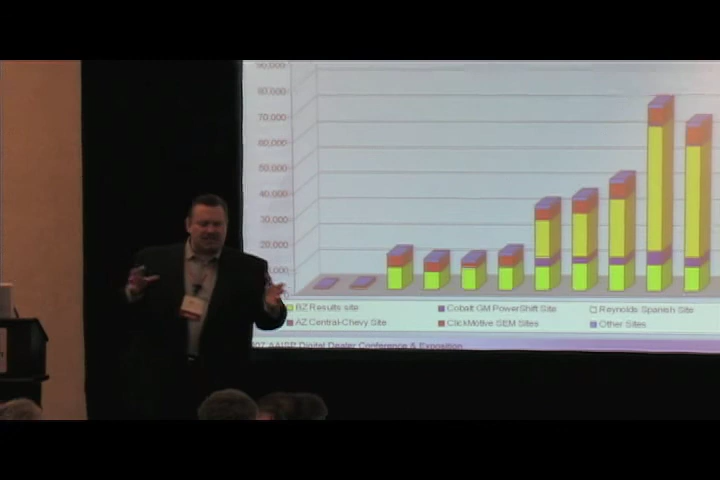 90,000
80,000
70,000
60,000
50,000
40,000
30,000
20,000
,000
BZ Results site
Cobalt GM PowerShift Site
Reynolds Spanish Site
AZ Central-Chevy Site
ClickMotive SEM Sites
Other Sites
Digital Dealer Conference & Exposition